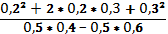 0,2² + 2 * 0,2 * 0,3 + 0,3²
0,5 * 0,4 − 0,5 * 0,6